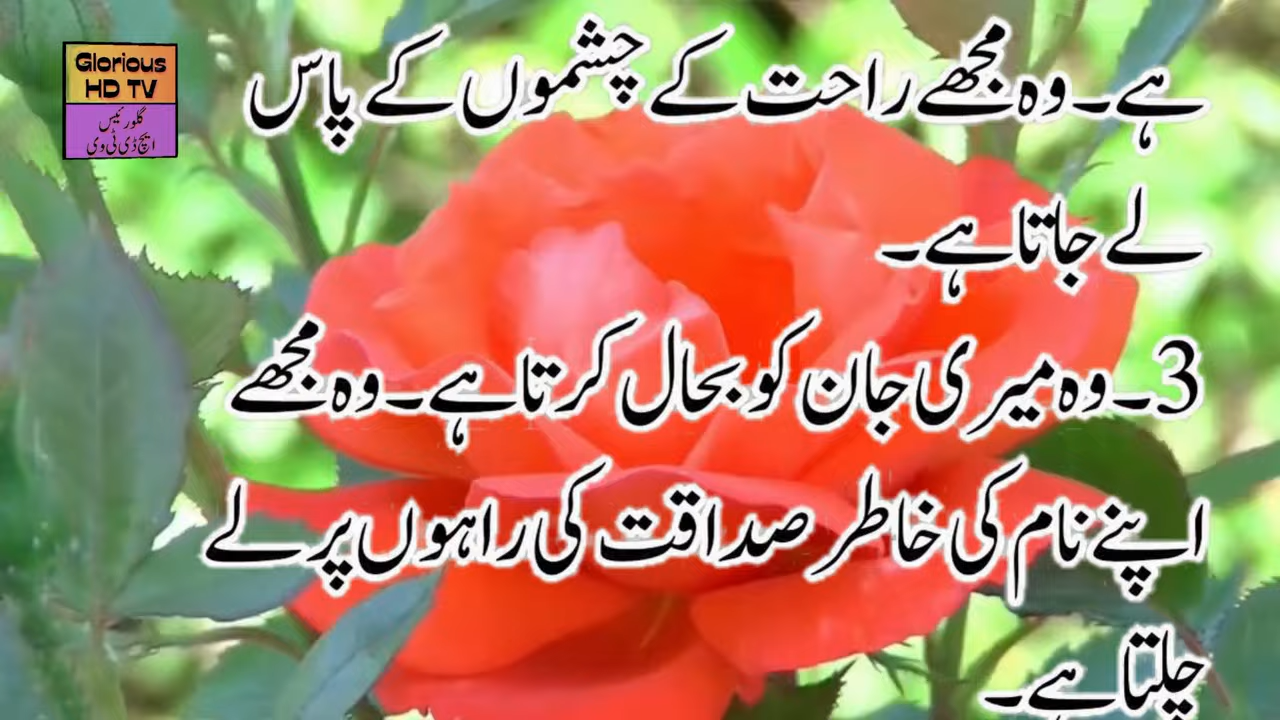 Glorious
HD TV
گلورئیس
ایچ ڈی ٹی وی
ہے۔ وہ مجھے راحت کے چشموں کے پاس
لے جاتا ہے۔
3۔ وہ میری جان کو بحال کرتا ہے۔ وہ مجھے
اپنے نام کی خاطر صداقت کی راہوں پر لے
چلتا ہے۔